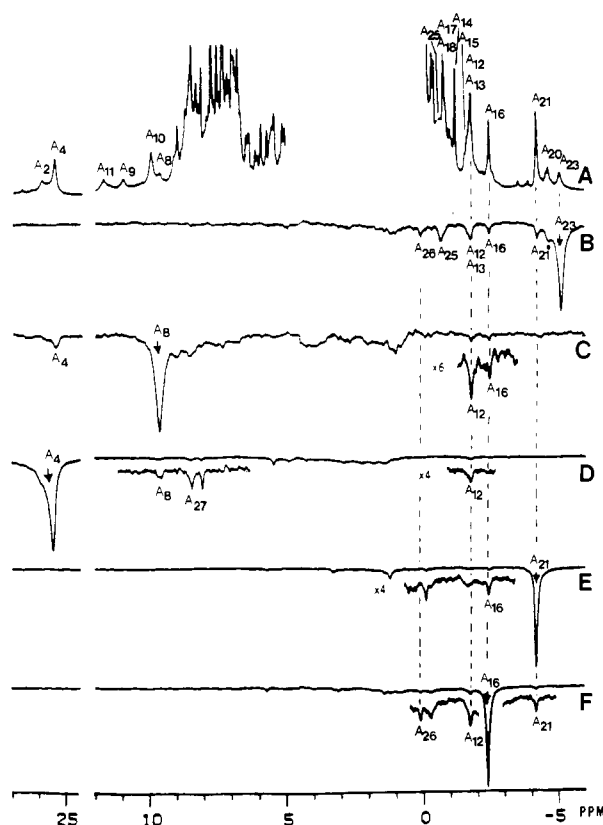 A₂₅ A₁₇ A₁₄
A₁₈ A₁₅
A₁₂
A₁₃
A₂ A₄ A₁₁ A₉ A₁₀ A₈ A₁₆ A₂₁ A₂₀ A₂₃ A
A₂₆ A₂₅ A₁₂ A₁₆ A₂₁ A₂₃ B
A₁₃
A₄ A₈ x6 A₁₂ A₁₆ C
A₄ A₈ A₂₇ x4 A₁₂ D
x4 A₁₆ A₂₁ E
A₂₆ A₁₂ A₁₆ A₂₁ F
25 10 5 0 -5 PPM